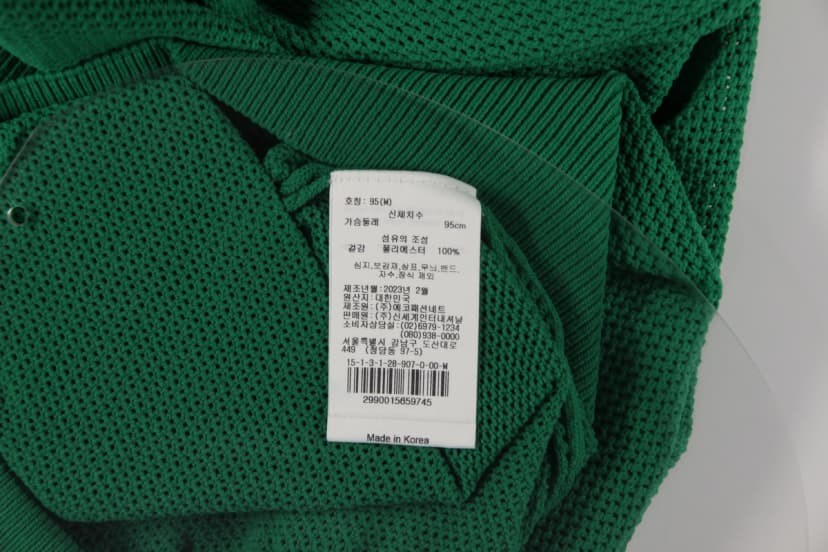 호칭: 95(M)
신체치수
가슴둘레 95cm
섬유의 조성
겉감 폴리에스터 100%
심지,보강재,상표,무늬,밴드,
자수,장식 제외
제조년월:2023년 2월
원산지:대한민국
제조원:(주)에코패션네트
판매원:(주)신세계인터내셔날
소비자상담실:(02)6979-1234
(080)938-0000
서울특별시 강남구 도산대로
449 (청담동 97-5)
15-1-3-1-28-907-0-00-M
2990015659745
Made in Korea